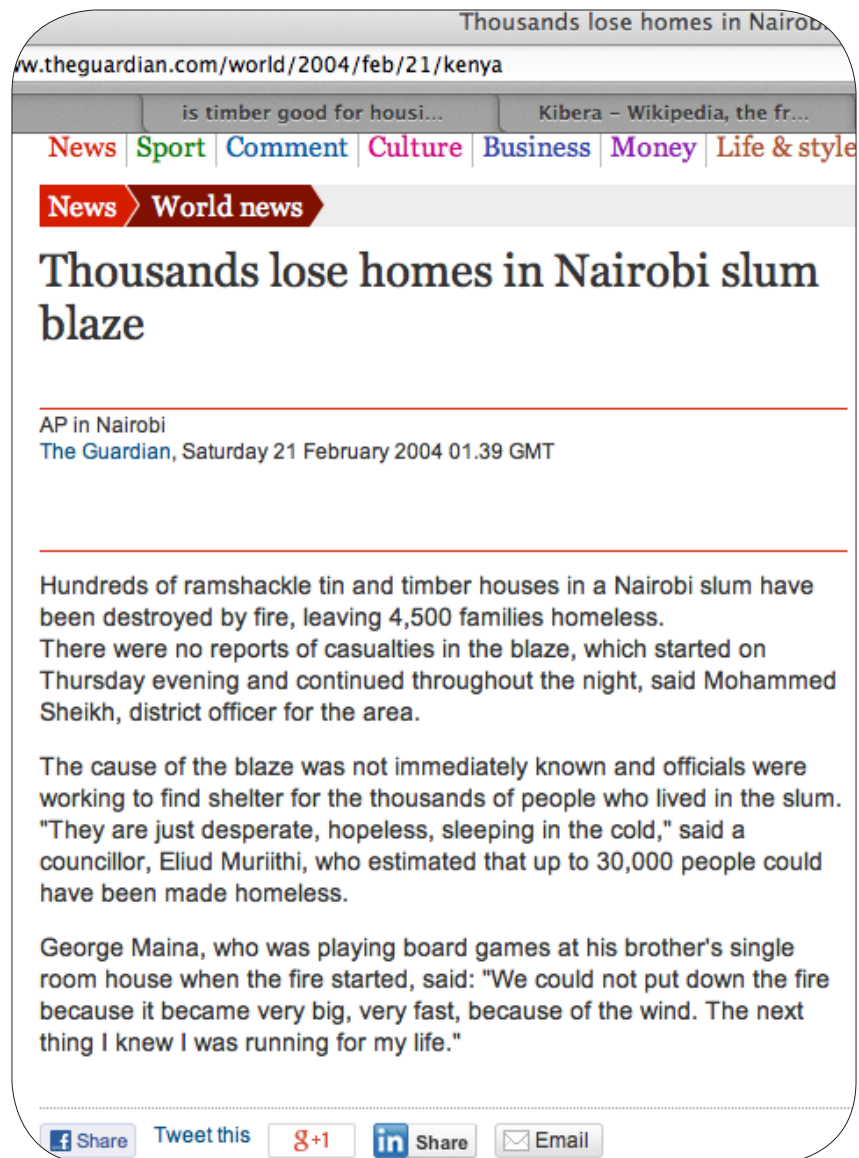 Thousands lose homes in Nairob
ww.theguardian.com/world/2004/feb/21/kenya
is timber good for housi... Kibera – Wikipedia, the fr...
News Sport Comment Culture Business Money Life & style
News World news
Thousands lose homes in Nairobi slum
blaze
AP in Nairobi
The Guardian, Saturday 21 February 2004 01.39 GMT
Hundreds of ramshackle tin and timber houses in a Nairobi slum have
been destroyed by fire, leaving 4,500 families homeless.
There were no reports of casualties in the blaze, which started on
Thursday evening and continued throughout the night, said Mohammed
Sheikh, district officer for the area.
The cause of the blaze was not immediately known and officials were
working to find shelter for the thousands of people who lived in the slum.
"They are just desperate, hopeless, sleeping in the cold," said a
councillor, Eliud Muriithi, who estimated that up to 30,000 people could
have been made homeless.
George Maina, who was playing board games at his brother's single
room house when the fire started, said: "We could not put down the fire
because it became very big, very fast, because of the wind. The next
thing I knew I was running for my life."
f Share Tweet this g+1 in Share Email